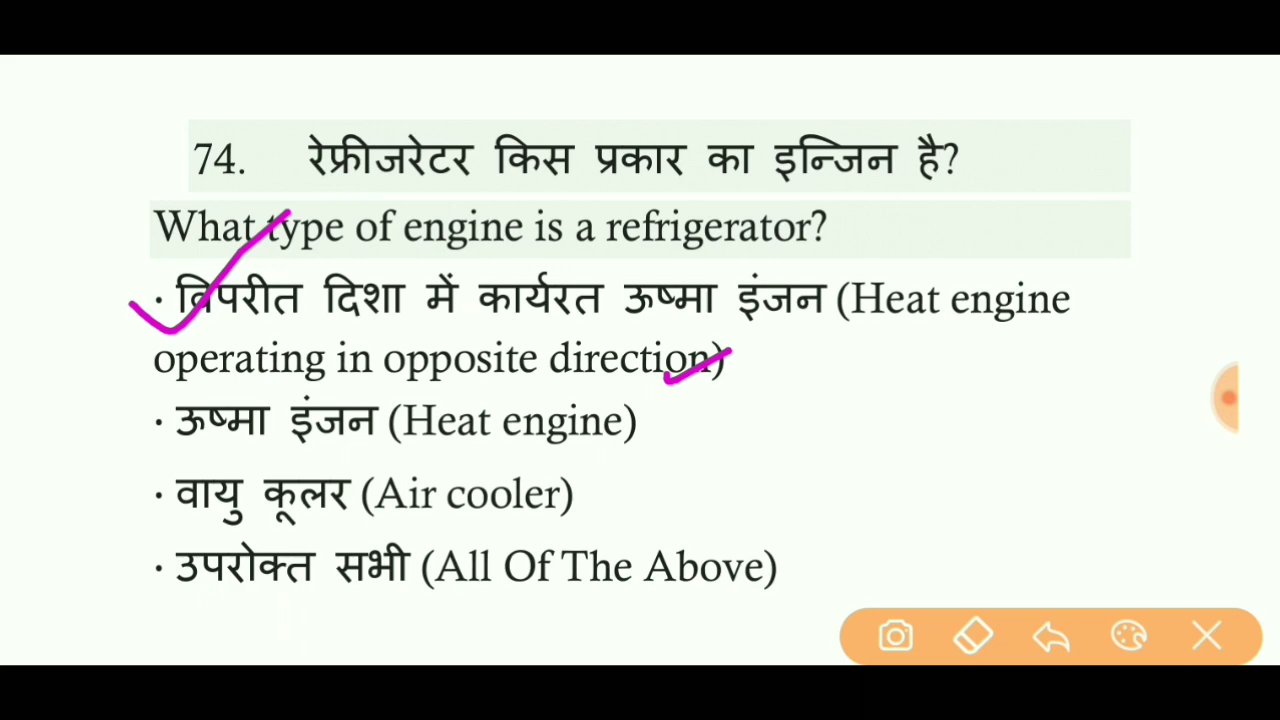 74. रेफ्रीजरेटर किस प्रकार का इन्जिन है?
What type of engine is a refrigerator?
· विपरीत दिशा में कार्यरत ऊष्मा इंजन (Heat engine
operating in opposite direction)
· ऊष्मा इंजन (Heat engine)
· वायु कूलर (Air cooler)
· उपरोक्त सभी (All Of The Above)